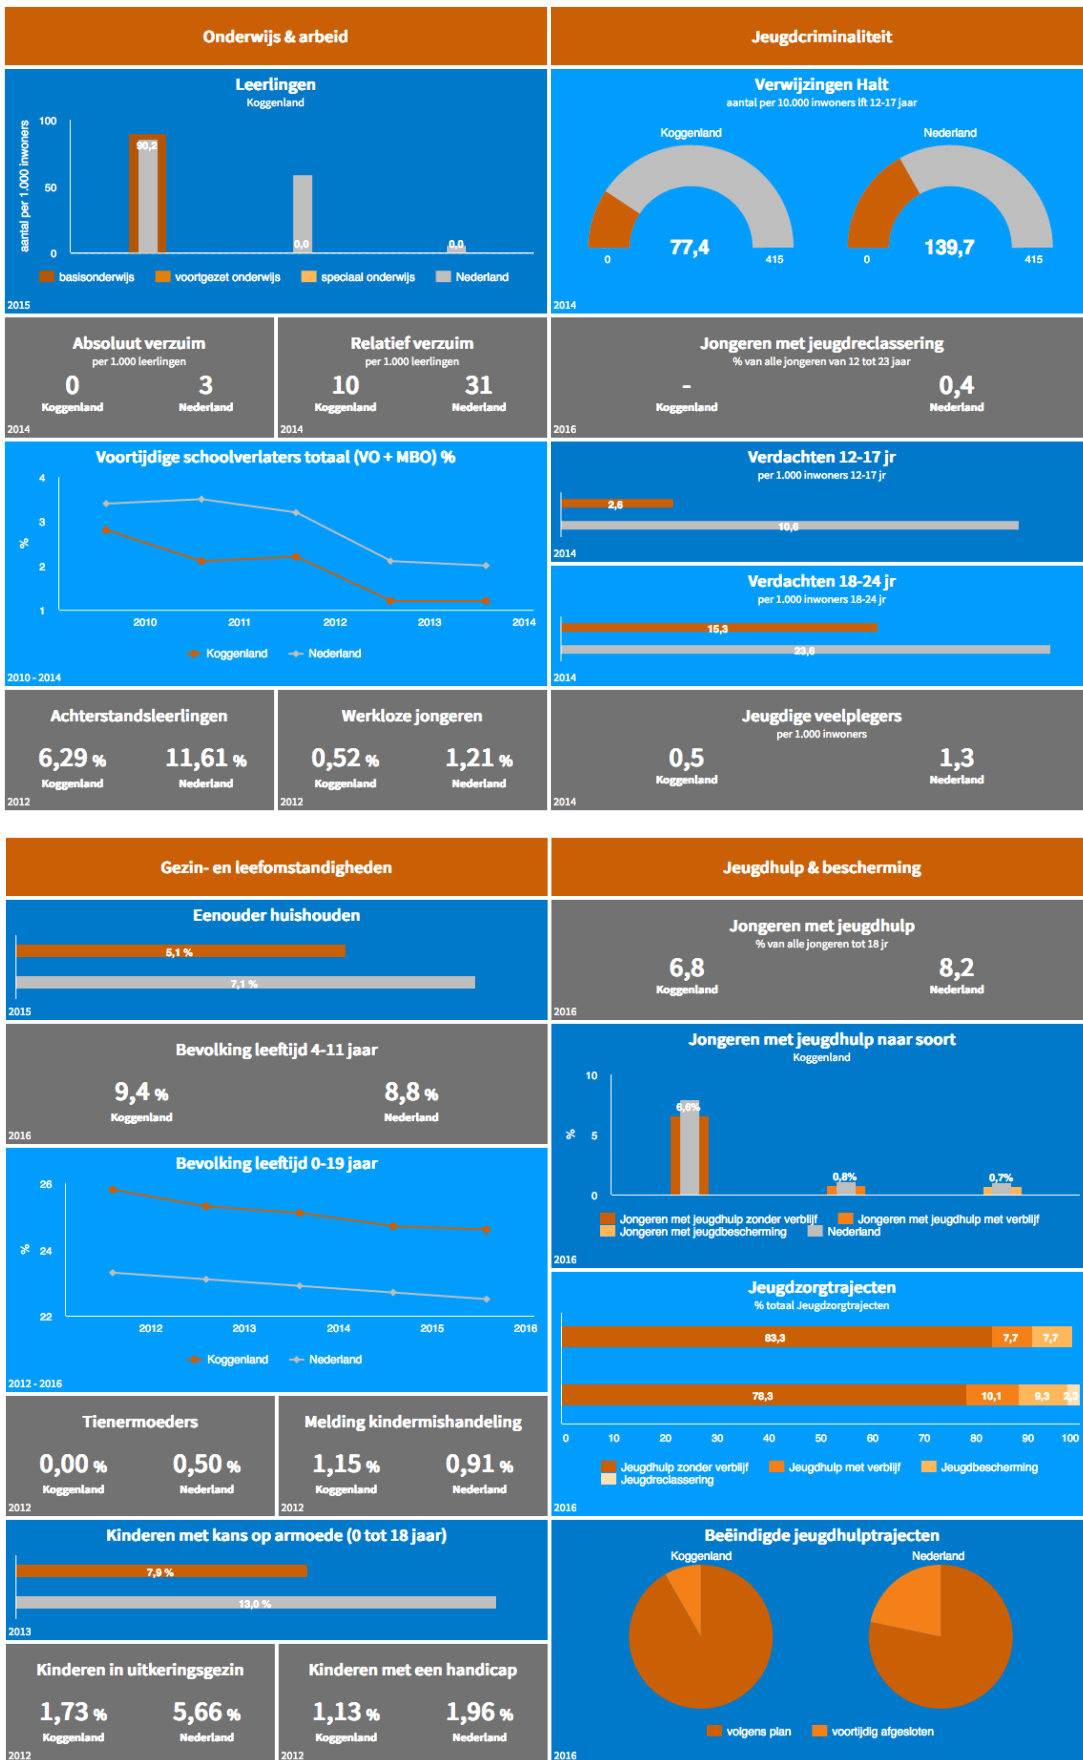 Onderwijs & arbeid
Leerlingen
Koggenland
aantal per 1.000 inwoners
100
50
0
90,2
0,0
0,0
basisonderwijs
voortgezet onderwijs
speciaal onderwijs
Nederland
2015
Absoluut verzuim
per 1.000 leerlingen
0
3
Koggenland
Nederland
2014
Relatief verzuim
per 1.000 leerlingen
10
31
Koggenland
Nederland
2014
Voortijdige schoolverlaters totaal (VO + MBO) %
4
3
%
2
1
2010
2011
2012
2013
2014
Koggenland
Nederland
2010 - 2014
Achterstandsleerlingen
6,29 %
11,61 %
Koggenland
Nederland
2012
Werkloze jongeren
0,52 %
1,21 %
Koggenland
Nederland
2012
Jeugdcriminaliteit
Verwijzingen Halt
aantal per 10.000 inwoners lft 12-17 jaar
Koggenland
Nederland
77,4
0
415
139,7
0
415
2014
Jongeren met jeugdreclassering
% van alle jongeren van 12 tot 23 jaar
-
0,4
Koggenland
Nederland
2016
Verdachten 12-17 jr
per 1.000 inwoners 12-17 jr
2,6
10,6
2014
Verdachten 18-24 jr
per 1.000 inwoners 18-24 jr
15,3
23,6
2014
Jeugdige veelplegers
per 1.000 inwoners
0,5
1,3
Koggenland
Nederland
2014
Gezin- en leefomstandigheden
Eenouder huishouden
5,1 %
7,1 %
2015
Bevolking leeftijd 4-11 jaar
9,4 %
8,8 %
Koggenland
Nederland
2016
Bevolking leeftijd 0-19 jaar
26
%
24
22
2012
2013
2014
2015
2016
Koggenland
Nederland
2012 - 2016
Tienermoeders
0,00 %
0,50 %
Koggenland
Nederland
2012
Melding kindermishandeling
1,15 %
0,91 %
Koggenland
Nederland
2012
Kinderen met kans op armoede (0 tot 18 jaar)
7,9 %
13,0 %
2013
Kinderen in uitkeringsgezin
1,73 %
5,66 %
Koggenland
Nederland
2012
Kinderen met een handicap
1,13 %
1,96 %
Koggenland
Nederland
2012
Jeugdhulp & bescherming
Jongeren met jeugdhulp
% van alle jongeren tot 18 jr
6,8
8,2
Koggenland
Nederland
2016
Jongeren met jeugdhulp naar soort
Koggenland
10
%
5
0
6,6%
0,8%
0,7%
Jongeren met jeugdhulp zonder verblijf
Jongeren met jeugdhulp met verblijf
Jongeren met jeugdbescherming
Nederland
2016
Jeugdzorgtrajecten
% totaal Jeugdzorgtrajecten
83,3
7,7
7,7
78,3
10,1
9,3
2,3
0
10
20
30
40
50
60
70
80
90
100
Jeugdhulp zonder verblijf
Jeugdhulp met verblijf
Jeugdbescherming
Jeugdreclassering
2016
Beëindigde jeugdhulptrajecten
Koggenland
Nederland
volgens plan
voortijdig afgesloten
2016